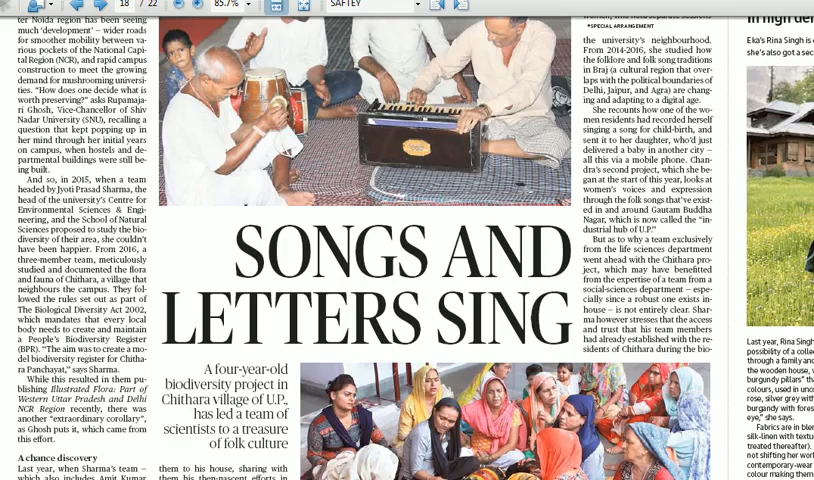 18 / 22
85.7%
SAFTEY
ter Noida region has been seeing
much 'development' – wider roads
for smoother mobility between va-
rious pockets of the National Capi-
tal Region (NCR), and rapid campus
construction to meet the growing
demand for mushrooming universi-
ties. "How does one decide what is
worth preserving?" asks Rupamaja-
ri Ghosh, Vice-Chancellor of Shiv
Nadar University (SNU), recalling a
question that kept popping up in
her mind through her initial years
on campus, when hostels and de-
partmental buildings were still be-
ing built.
And so, in 2015, when a team
headed by Jyoti Prasad Sharma, the
head of the university's Centre for
Environmental Sciences & Engi-
neering, and the School of Natural
Sciences proposed to study the bio-
diversity of their area, she couldn't
have been happier. From 2016, a
three-member team, meticulously
studied and documented the flora
and fauna of Chithara, a village that
neighbours the campus. They fol-
lowed the rules set out as part of
The Biological Diversity Act 2002,
which mandates that every local
body needs to create and maintain
a People's Biodiversity Register
(BPR). "The aim was to create a mo-
del biodiversity register for Chitha-
ra Panchayat," says Sharma.
While this resulted in them pu-
blishing Illustrated Flora: Part of
Western Uttar Pradesh and Delhi
NCR Region recently, there was
another "extraordinary corollary",
as Ghosh puts it, which came from
this effort.
A chance discovery
Last year, when Sharma's team –
which also includes Amit Kumar
SONGS AND
LETTERS SING
A four-year-old
biodiversity project in
Chithara village of U.P.,
has led a team of
scientists to a treasure
of folk culture
them to his house, sharing with
them his then-nascent efforts in
*SPECIAL ARRANGEMENT
the university's neighbourhood.
From 2014-2016, she studied how
the folklore and folk song traditions
in Braj (a cultural region that over-
laps with the political boundaries of
Delhi, Jaipur, and Agra) are chang-
ing and adapting to a digital age.
She recounts how one of the wo-
men residents had recorded herself
singing a song for child-birth, and
sent it to her daughter, who'd just
delivered a baby in another city –
all this via a mobile phone. Chan-
dra's second project, which she be-
gan at the start of this year, looks at
women's voices and expression
through the folk songs that've exist-
ed in and around Gautam Buddha
Nagar, which is now called the "in-
dustrial hub of U.P."
But as to why a team exclusively
from the life sciences department
went ahead with the Chithara pro-
ject, which may have benefitted
from the expertise of a team from a
social-sciences department – espe-
cially since a robust one exists in-
house – is not entirely clear. Shar-
ma however stresses that the access
and trust that his team members
had already established with the re-
sidents of Chithara during the bio-
Eka's Rina Singh is
she's also got a sec
Last year, Rina Singh
possibility of a colle
through a family and
the wooden house, w
burgundy pillars" th
colours, used in unc
rose, silver grey with
burgandy with fores
eye," she says.
Fabrics are in blen
silk-linen with textu
treated thereafter).
not shifting her worl
contemporary-wear
colour making them